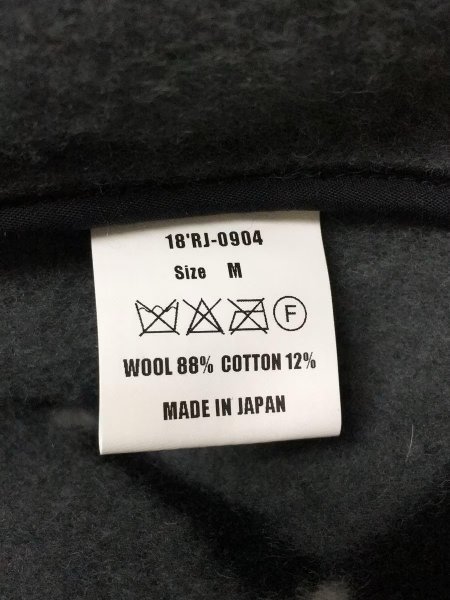 18'RJ-0904
Size M
F
WOOL 88% COTTON 12%
MADE IN JAPAN